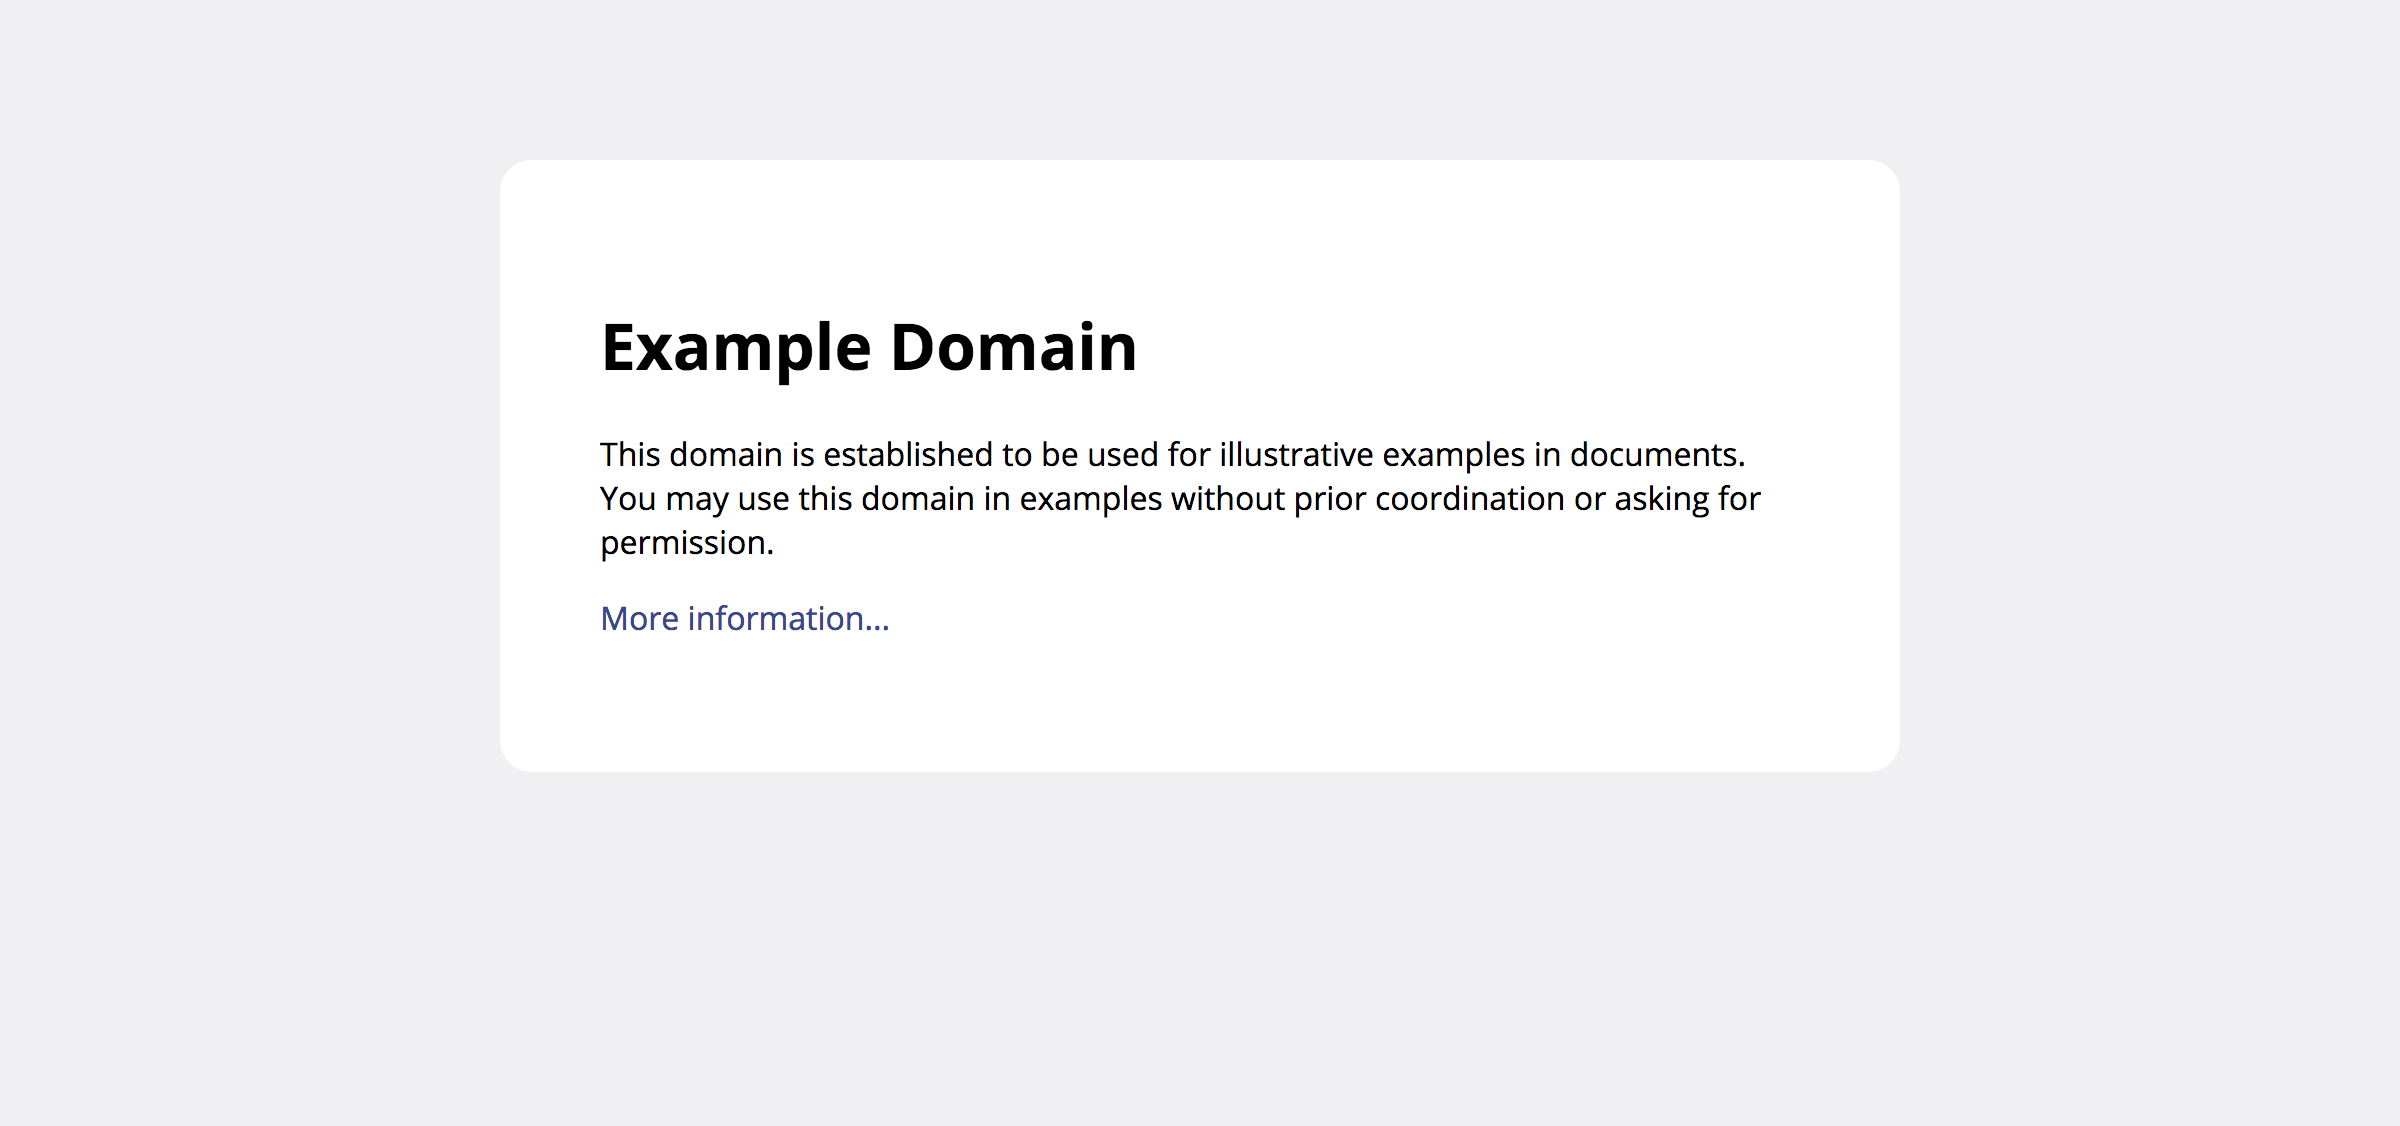 Example Domain
This domain is established to be used for illustrative examples in documents.
You may use this domain in examples without prior coordination or asking for
permission.
More information...